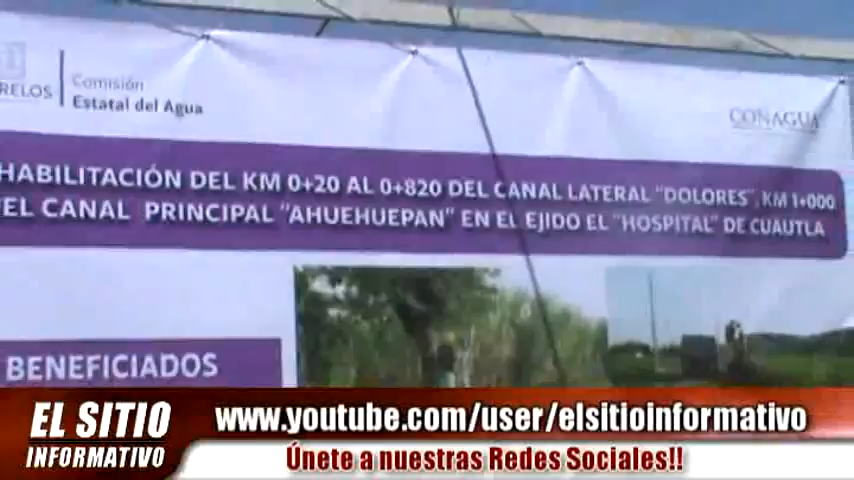 RELOS
Comisión
Estatal del Agua
CONAGUA
HABILITACIÓN DEL KM 0+20 AL 0+820 DEL CANAL LATERAL "DOLORES", KM 1+000
EL CANAL PRINCIPAL "AHUEHUEPAN" EN EL EJIDO EL "HOSPITAL" DE CUAUTLA
BENEFICIADOS
EL SITIO
INFORMATIVO
www.youtube.com/user/elsitioinformativo
Únete a nuestras Redes Sociales!!